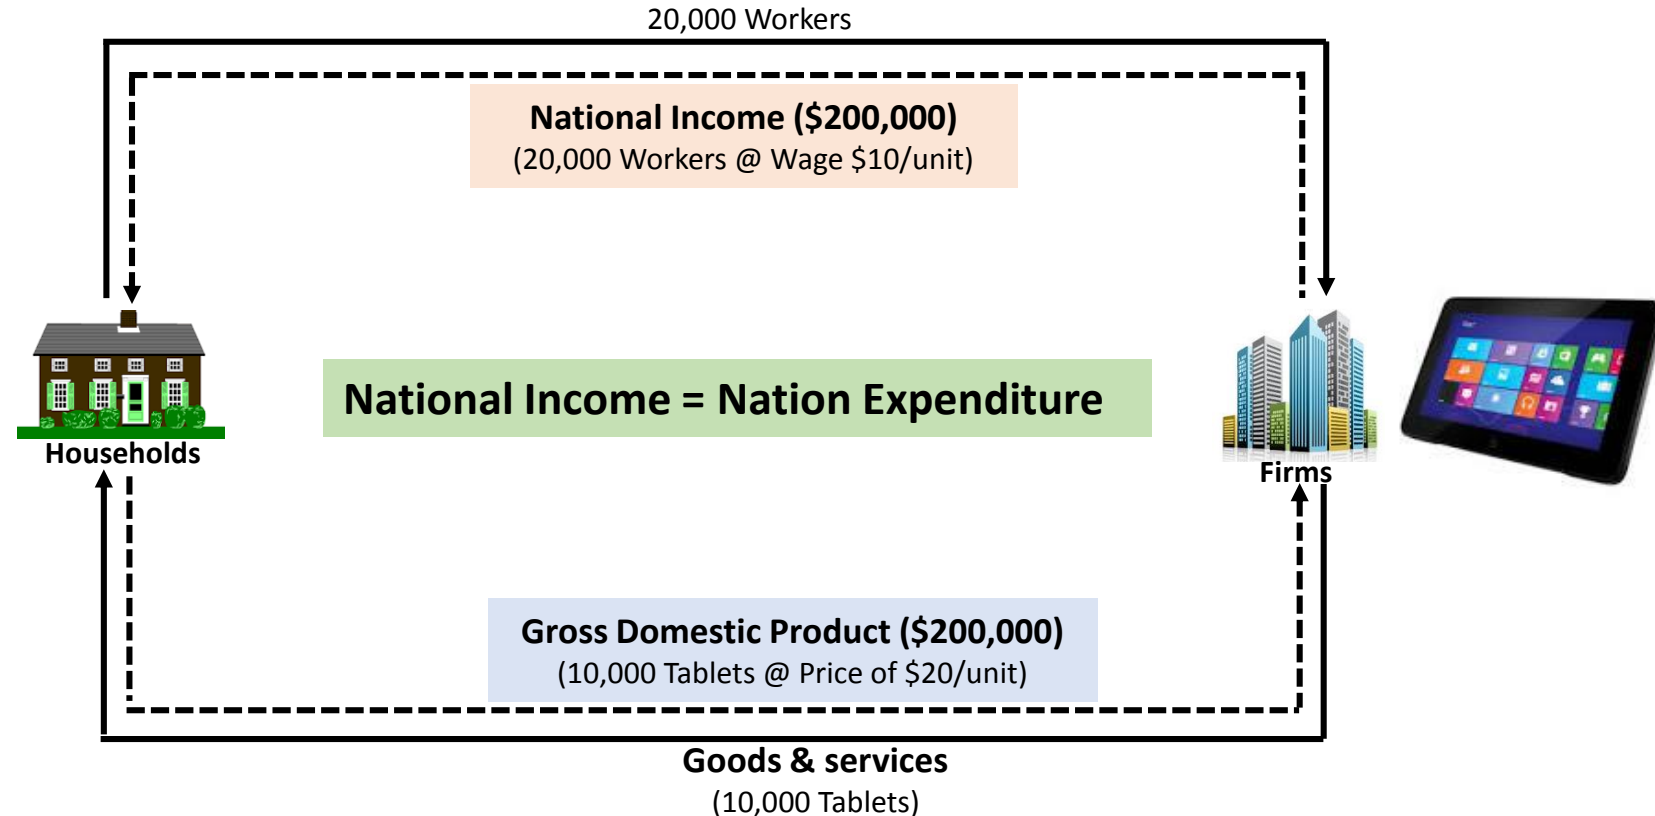 20,000 Workers
National Income ($200,000)
(20,000 Workers @ Wage $10/unit)
National Income = Nation Expenditure
Households
Firms
Gross Domestic Product ($200,000)
(10,000 Tablets @ Price of $20/unit)
Goods & services
(10,000 Tablets)